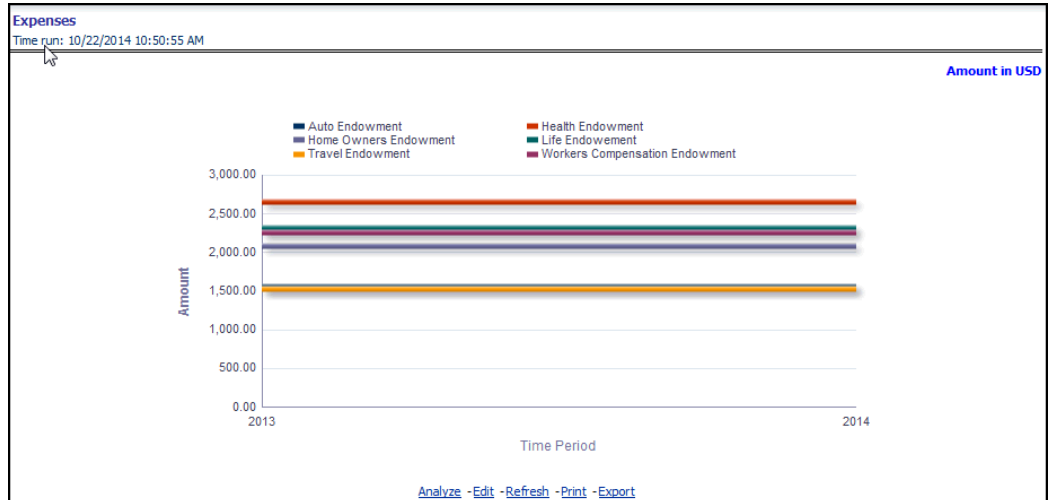 Expenses
Time run: 10/22/2014 10:50:55 AM
Amount in USD
Auto Endowment
Health Endowment
Home Owners Endowment
Life Endowement
Travel Endowment
Workers Compensation Endowment
3,000.00
2,500.00
2,000.00
1,500.00
1,000.00
500.00
0.00
Amount
2013
2014
Time Period
Analyze - Edit - Refresh - Print - Export